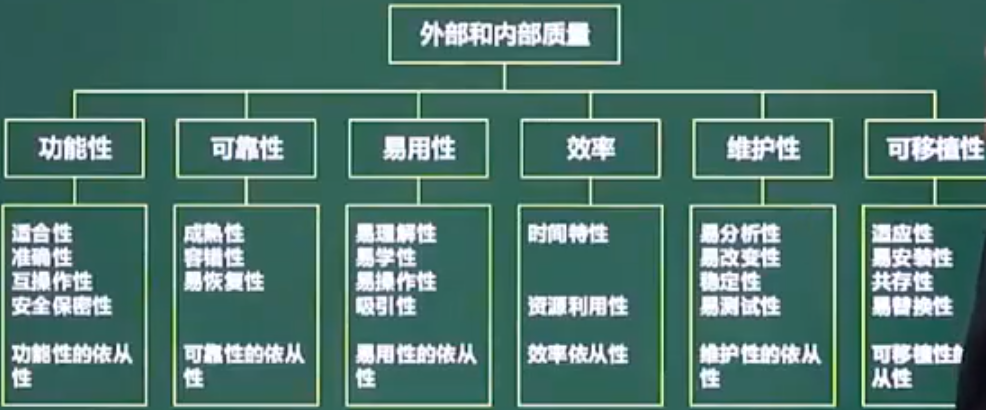 外部和内部质量
功能性
可靠性
易用性
效率
维护性
可移植性
适合性
准确性
互操作性
安全保密性
功能性的依从
性
成熟性
容错性
易恢复性
可靠性的依从
性
易理解性
易学性
易操作性
吸引性
易用性的依从
性
时间特性
资源利用性
效率依从性
易分析性
易改变性
稳定性
易测试性
维护性的依从
性
适应性
易安装性
共存性
易替换性
可移植性
从性